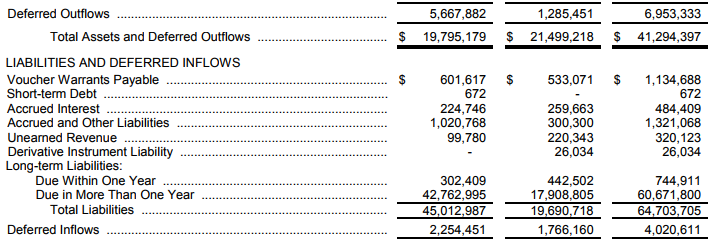 Deferred Outflows ........ 5,667,882 1,285,451 6,953,333
Total Assets and Deferred Outflows ........ $ 19,795,179 $ 21,499,218 $ 41,294,397
LIABILITIES AND DEFERRED INFLOWS
Voucher Warrants Payable ........ $ 601,617 $ 533,071 $ 1,134,688
Short-term Debt ........ 672 - 672
Accrued Interest ........ 224,746 259,663 484,409
Accrued and Other Liabilities ........ 1,020,768 300,300 1,321,068
Unearned Revenue ........ 99,780 220,343 320,123
Derivative Instrument Liability ........ - 26,034 26,034
Long-term Liabilities:
Due Within One Year ........ 302,409 442,502 744,911
Due in More Than One Year ........ 42,762,995 17,908,805 60,671,800
Total Liabilities ........ 45,012,987 19,690,718 64,703,705
Deferred Inflows ........ 2,254,451 1,766,160 4,020,611